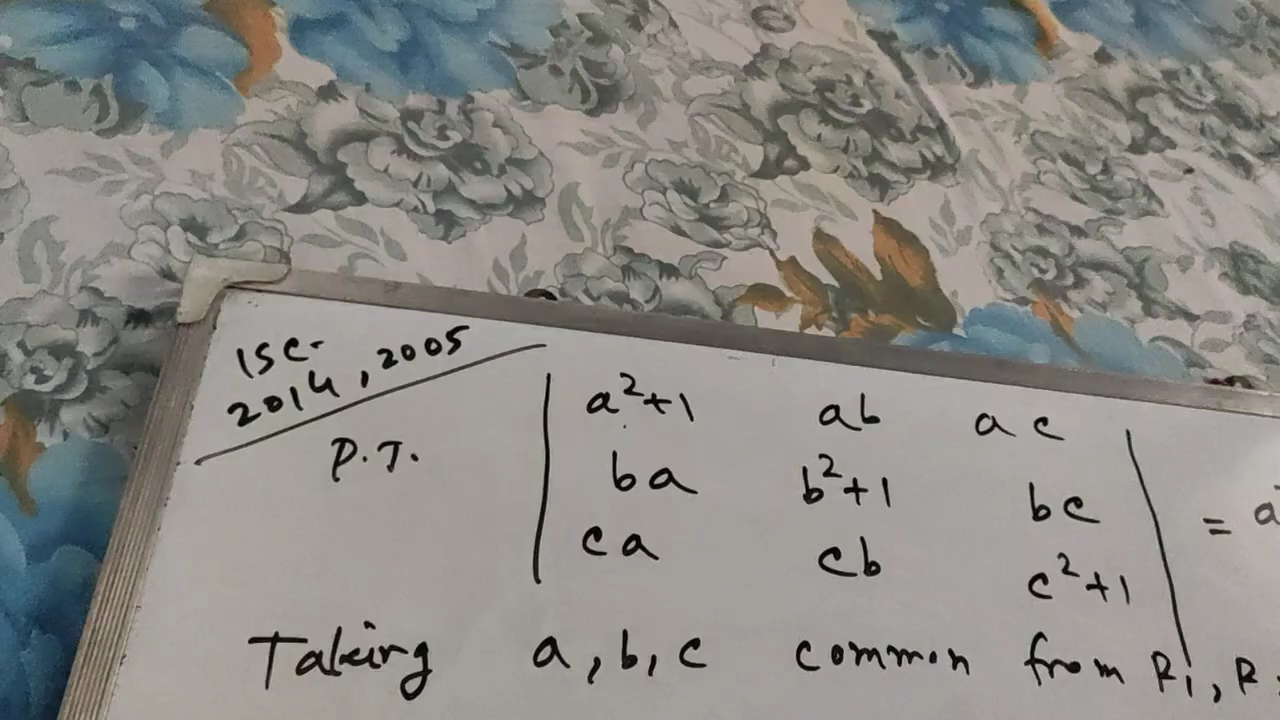 ISC-
2014, 2005
P.T.
| a²+1 ab ac |
| ba b²+1 bc | = a
| ca cb c²+1 |
Taking a, b, c common from R₁, R